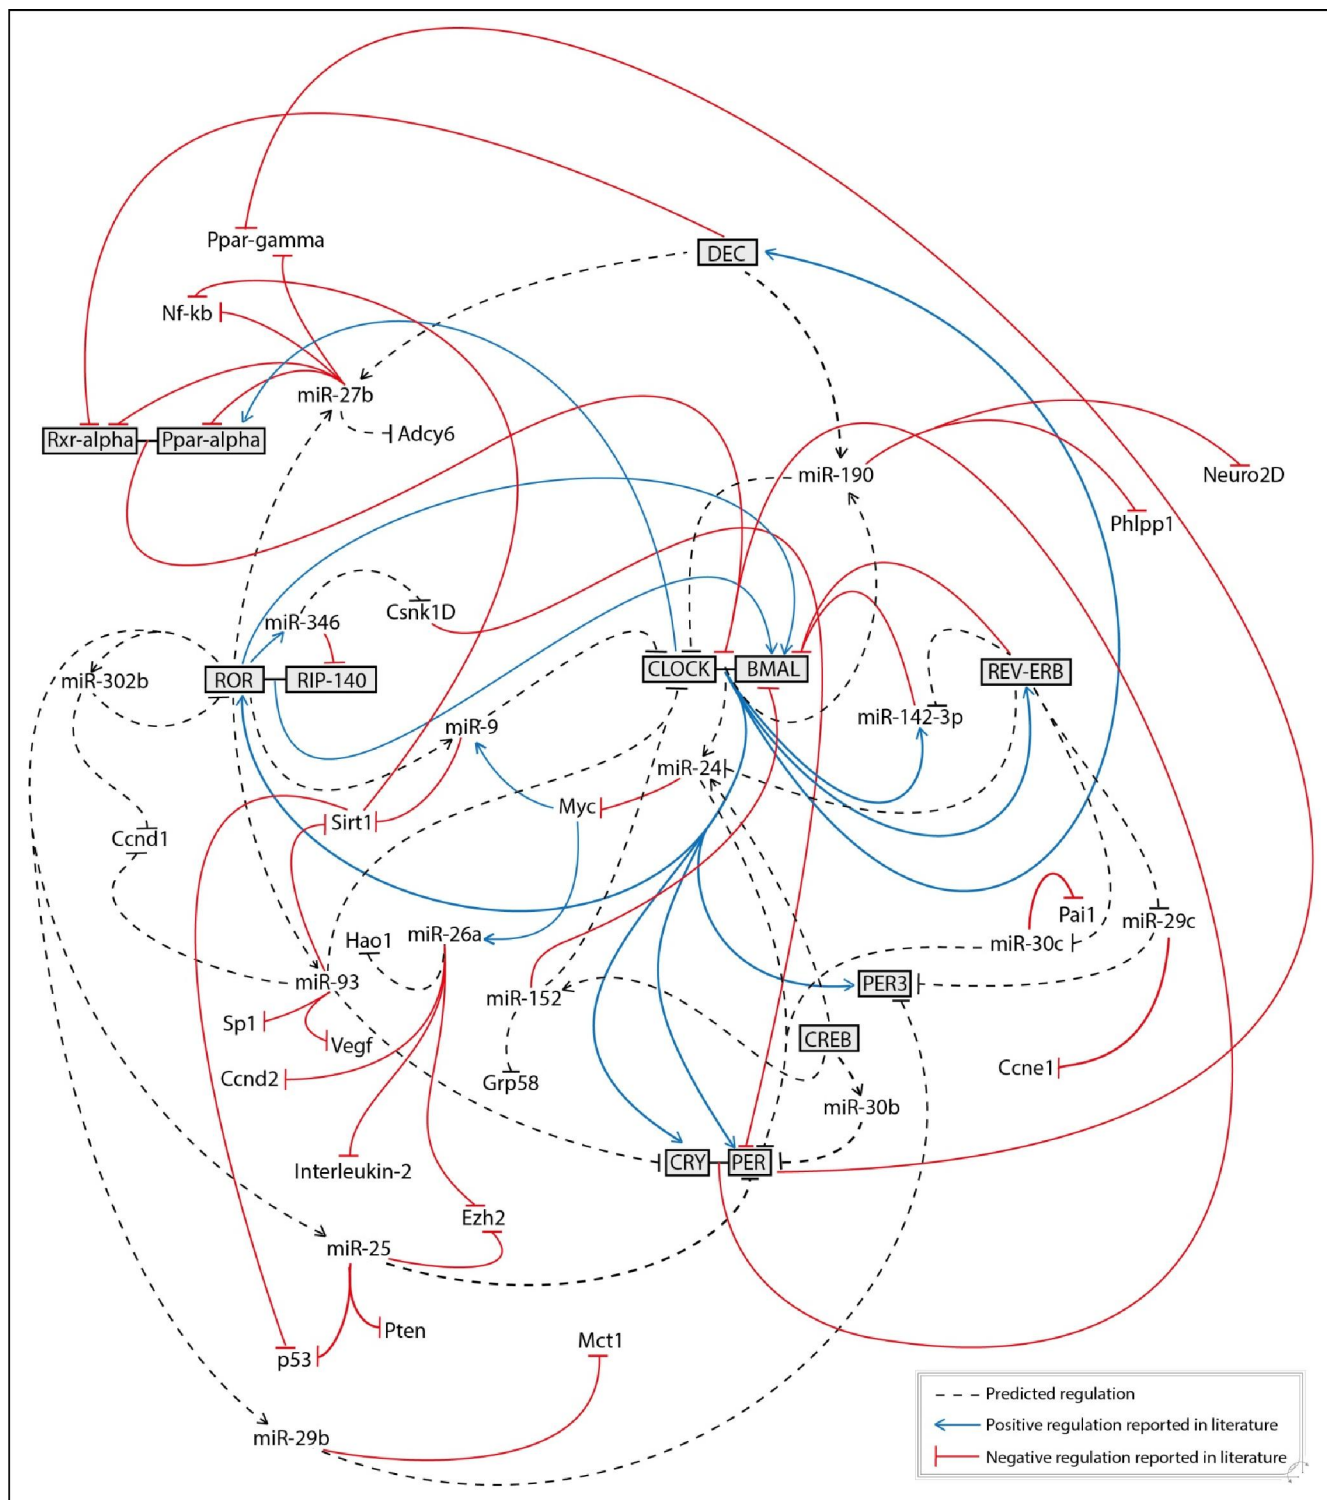 Ppar-gamma
DEC
Nf-kb
miR-27b
Rxr-alpha
Ppar-alpha
Adcy6
miR-190
Neuro2D
Phlpp1
Csnk1D
miR-346
miR-302b
ROR
RIP-140
CLOCK
BMAL
REV-ERB
miR-9
miR-142-3p
miR-24
Myc
Sirt1
Ccnd1
Pai1
miR-29c
miR-30c
Hao1
miR-26a
miR-93
miR-152
PER3
Sp1
Vegf
CREB
Ccnd2
Grp58
Ccne1
miR-30b
Interleukin-2
CRY
PER
Ezh2
miR-25
Pten
p53
Mct1
miR-29b
Predicted regulation
Positive regulation reported in literature
Negative regulation reported in literature